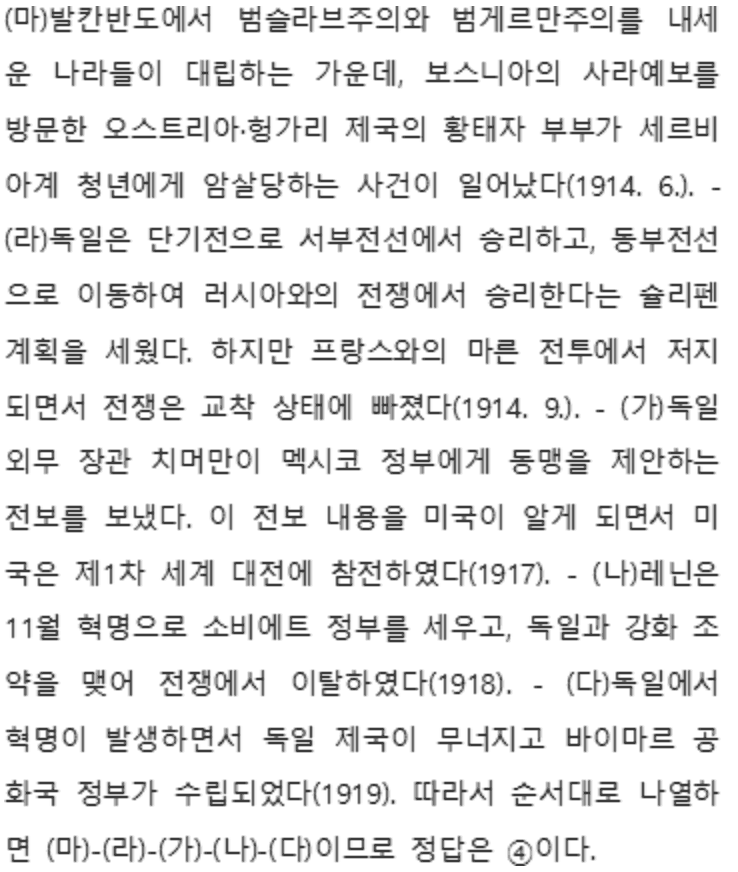 (마)발칸반도에서 범슬라브주의와 범게르만주의를 내세
운 나라들이 대립하는 가운데, 보스니아의 사라예보를
방문한 오스트리아·헝가리 제국의 황태자 부부가 세르비
아계 청년에게 암살당하는 사건이 일어났다(1914. 6.). -
(라)독일은 단기전으로 서부전선에서 승리하고, 동부전선
으로 이동하여 러시아와의 전쟁에서 승리한다는 슐리펜
계획을 세웠다. 하지만 프랑스와의 마른 전투에서 저지
되면서 전쟁은 교착 상태에 빠졌다(1914. 9.). - (가)독일
외무 장관 치머만이 멕시코 정부에게 동맹을 제안하는
전보를 보냈다. 이 전보 내용을 미국이 알게 되면서 미
국은 제1차 세계 대전에 참전하였다(1917). - (나)레닌은
11월 혁명으로 소비에트 정부를 세우고, 독일과 강화 조
약을 맺어 전쟁에서 이탈하였다(1918). - (다)독일에서
혁명이 발생하면서 독일 제국이 무너지고 바이마르 공
화국 정부가 수립되었다(1919). 따라서 순서대로 나열하
면 (마)-(라)-(가)-(나)-(다)이므로 정답은 ④이다.